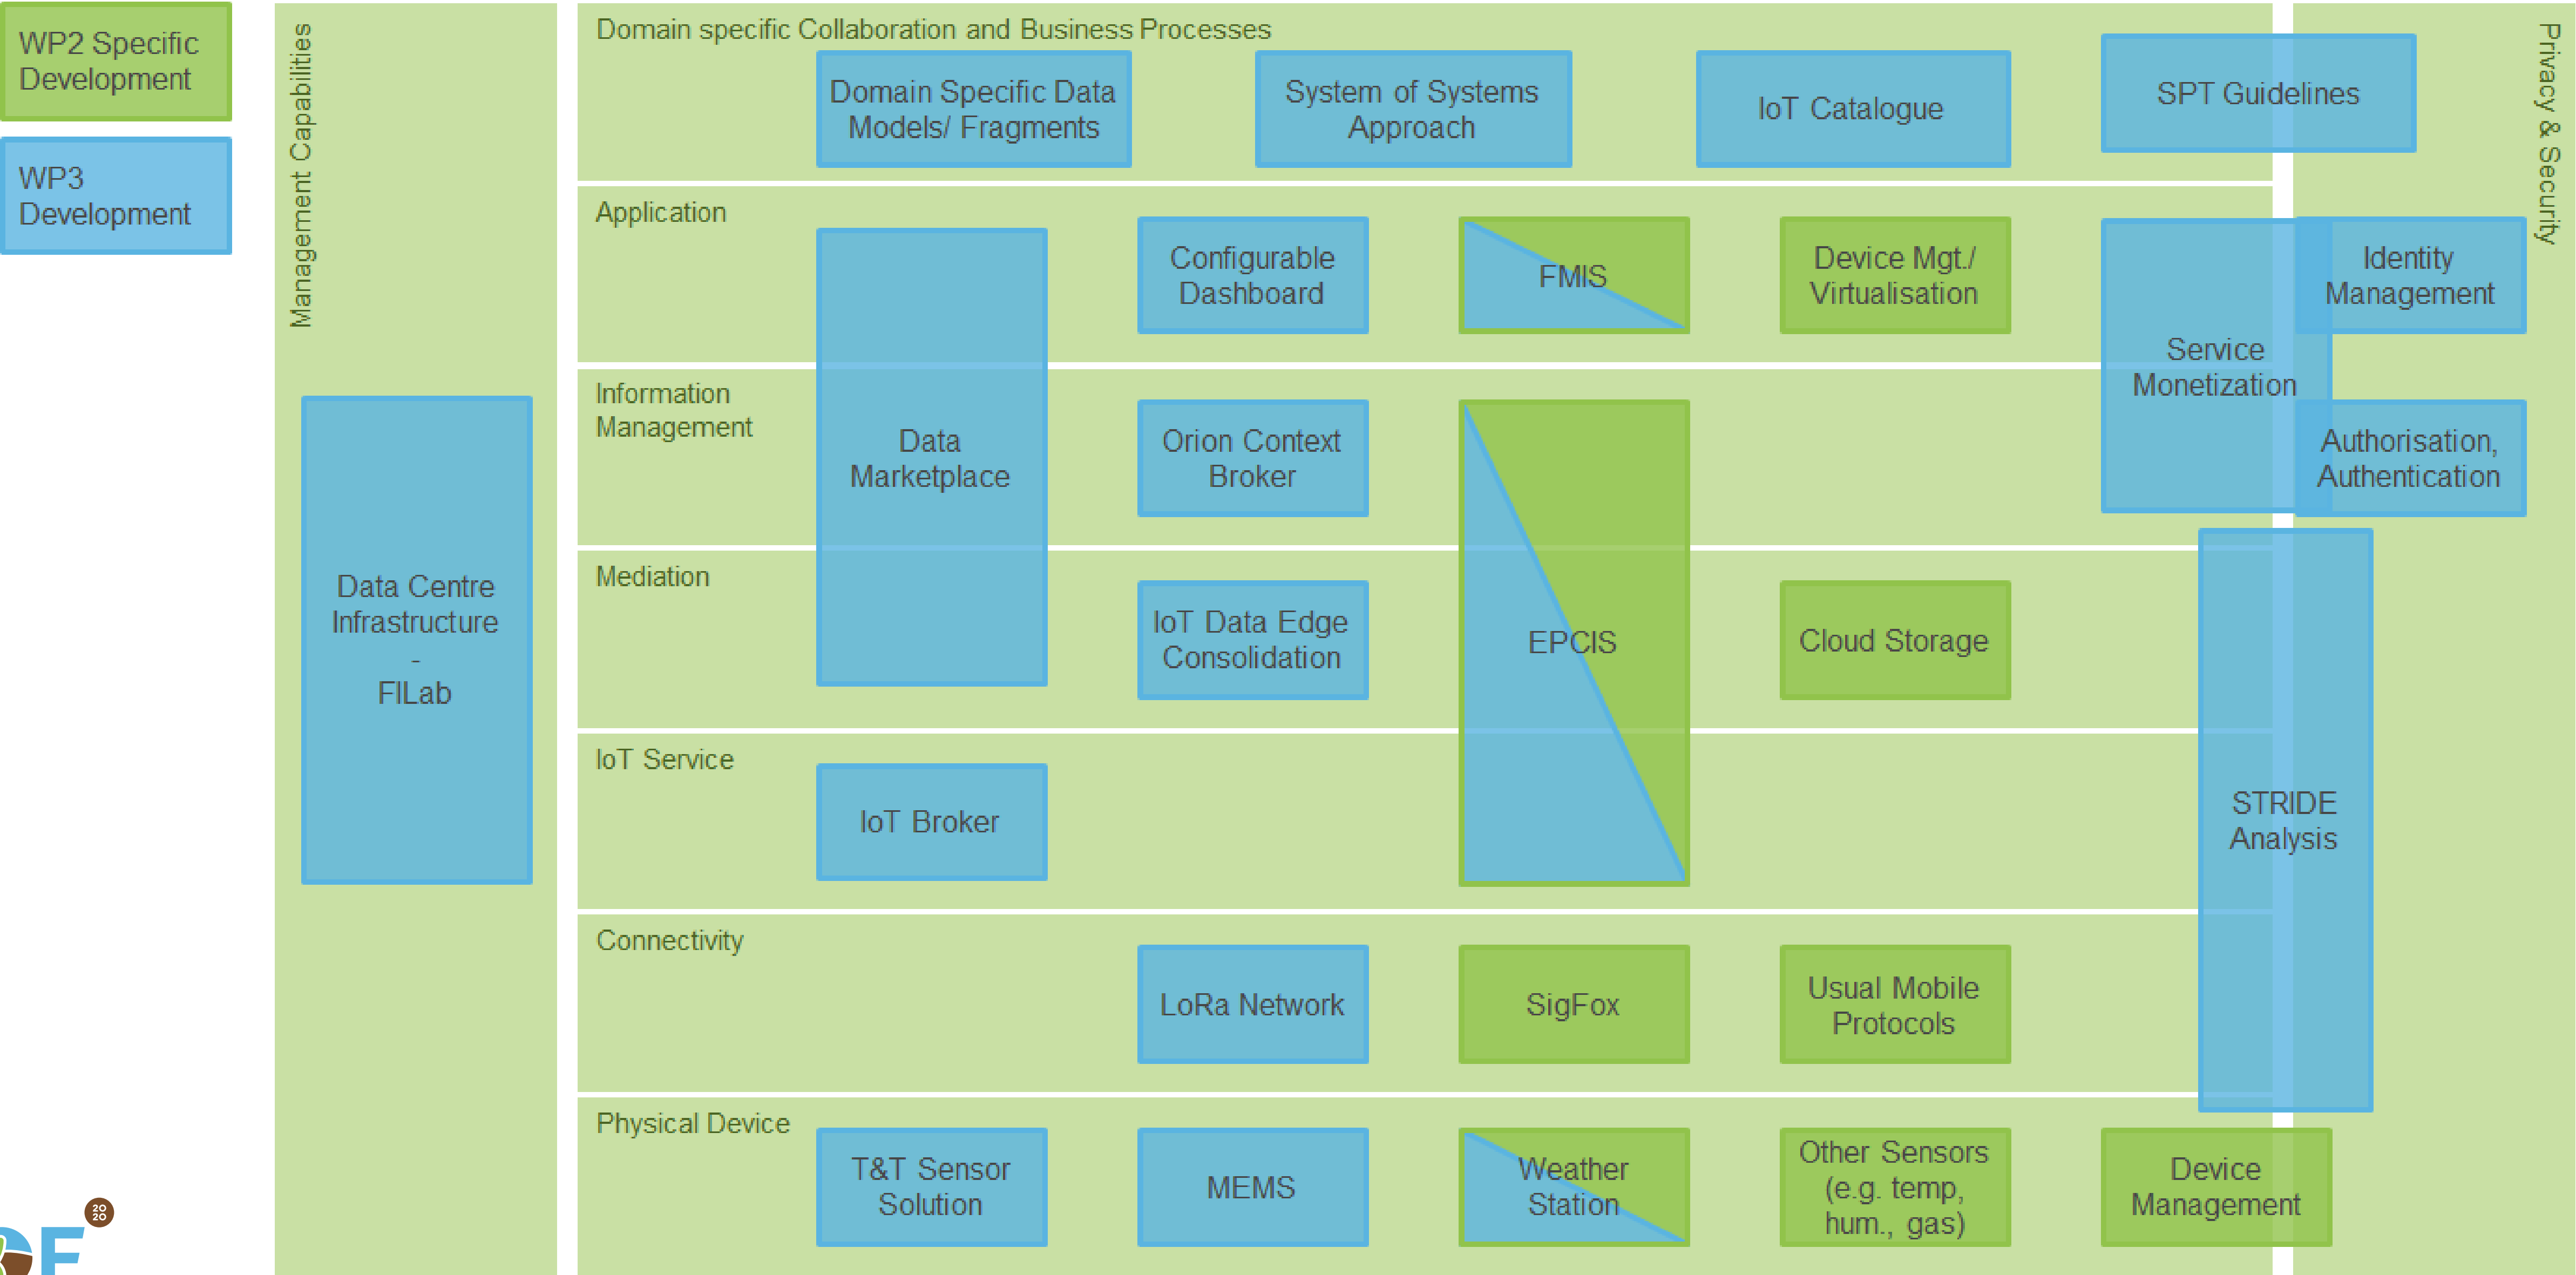 WP2 Specific
Development
WP3
Development
Management Capabilities
Data Centre
Infrastructure
-
FILab
Domain specific Collaboration and Business Processes
Domain Specific Data
Models/ Fragments
System of Systems
Approach
IoT Catalogue
SPT Guidelines
Privacy & Security
Application
Configurable
Dashboard
FMIS
Device Mgt./
Virtualisation
Identity
Management
Service
Monetization
Information
Management
Data
Marketplace
Orion Context
Broker
Authorisation,
Authentication
Mediation
IoT Data Edge
Consolidation
EPCIS
Cloud Storage
IoT Service
IoT Broker
STRIDE
Analysis
Connectivity
LoRa Network
SigFox
Usual Mobile
Protocols
Physical Device
T&T Sensor
Solution
MEMS
Weather
Station
Other Sensors
(e.g. temp,
hum., gas)
Device
Management
20
20